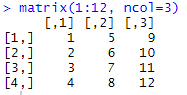 > matrix(1:12, ncol=3)
     [,1] [,2] [,3]
[1,]    1    5    9
[2,]    2    6   10
[3,]    3    7   11
[4,]    4    8   12